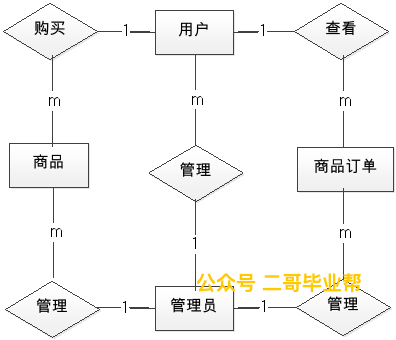 购买 1 用户 1 查看
m m m
商品 管理 商品订单
m 1 m
公众号 二哥毕业帮
管理 1 管理员 1 管理